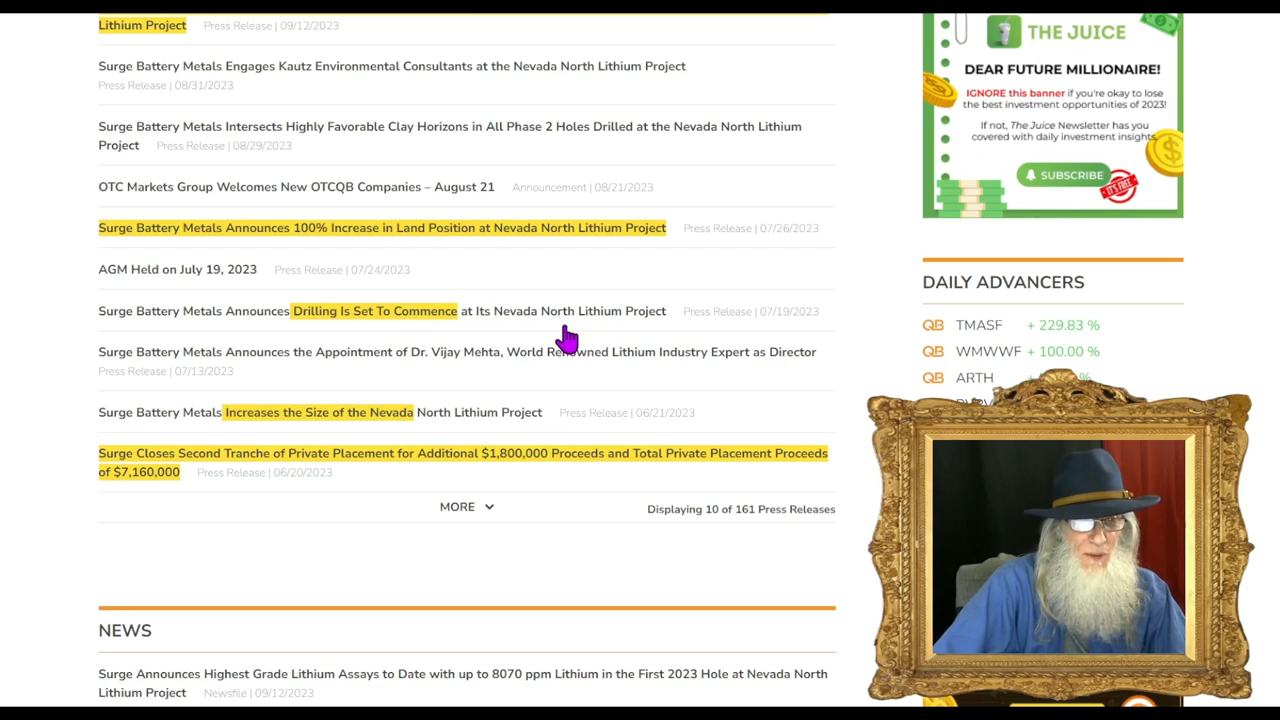 Lithium Project Press Release | 09/12/2023
Surge Battery Metals Engages Kautz Environmental Consultants at the Nevada North Lithium Project
Press Release | 08/31/2023
Surge Battery Metals Intersects Highly Favorable Clay Horizons in All Phase 2 Holes Drilled at the Nevada North Lithium
Project Press Release | 08/29/2023
OTC Markets Group Welcomes New OTCQB Companies – August 21 Announcement | 08/21/2023
Surge Battery Metals Announces 100% Increase in Land Position at Nevada North Lithium Project Press Release | 07/26/2023
AGM Held on July 19, 2023 Press Release | 07/24/2023
Surge Battery Metals Announces Drilling Is Set To Commence at Its Nevada North Lithium Project Press Release | 07/19/2023
Surge Battery Metals Announces the Appointment of Dr. Vijay Mehta, World Renowned Lithium Industry Expert as Director
Press Release | 07/13/2023
Surge Battery Metals Increases the Size of the Nevada North Lithium Project Press Release | 06/21/2023
Surge Closes Second Tranche of Private Placement for Additional $1,800,000 Proceeds and Total Private Placement Proceeds
of $7,160,000 Press Release | 06/20/2023
MORE
Displaying 10 of 161 Press Releases
NEWS
Surge Announces Highest Grade Lithium Assays to Date with up to 8070 ppm Lithium in the First 2023 Hole at Nevada North
Lithium Project Newsfile | 09/12/2023
THE JUICE
DEAR FUTURE MILLIONAIRE!
IGNORE this banner if you're okay to lose
the best investment opportunities of 2023!
If not, The Juice Newsletter has you
covered with daily investment insights.
SUBSCRIBE
IT'S FREE
DAILY ADVANCERS
QB TMASF + 229.83 %
QB WMWWF + 100.00 %
QB ARTH %